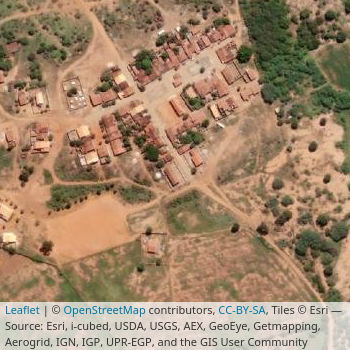 Leaflet | © OpenStreetMap contributors, CC-BY-SA, Tiles © Esri —
Source: Esri, i-cubed, USDA, USGS, AEX, GeoEye, Getmapping,
Aerogrid, IGN, IGP, UPR-EGP, and the GIS User Community